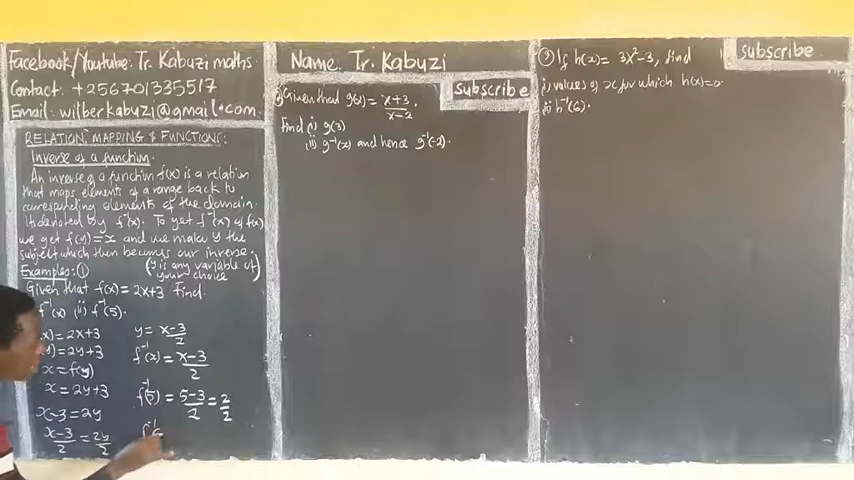 Facebook/Youtube: Tr. Kabuzi maths
Contact: +256701335517
Email: wilberkabuzi@gmail.com
RELATION, MAPPING & FUNCTIONS:
Inverse of a function.
An inverse of a function f(x) is a relation
that maps elements of a range back to
corresponding elements of the domain.
Its denoted by f⁻¹(x). To get f⁻¹(x) of f(x)
we get f(y)=x and we make y the
subject which then becomes our inverse.
Examples: ① (y is any variable of
your choice)
Given that f(x) = 2x+3 Find.
f⁻¹(x) (ii) f⁻¹(5).
(x) = 2x+3
(y) = 2y+3
x = f(y)
x = 2y+3
x-3 = 2y
x-3/2 = 2y/2
y = x-3/2
f⁻¹(x) = x-3/2
f⁻¹(5) = 5-3/2 = 2/2
f⁻¹(5
Name: Tr. Kabuzi
subscribe
Given that g(x) = x+3/x-2.
Find (i) g(3)
(ii) g⁻¹(x) and hence g⁻¹(-2).
subscribe
③ If h(x) = 3x²-3, find
(i) values of x for which h(x)=0.
(ii) h⁻¹(6).